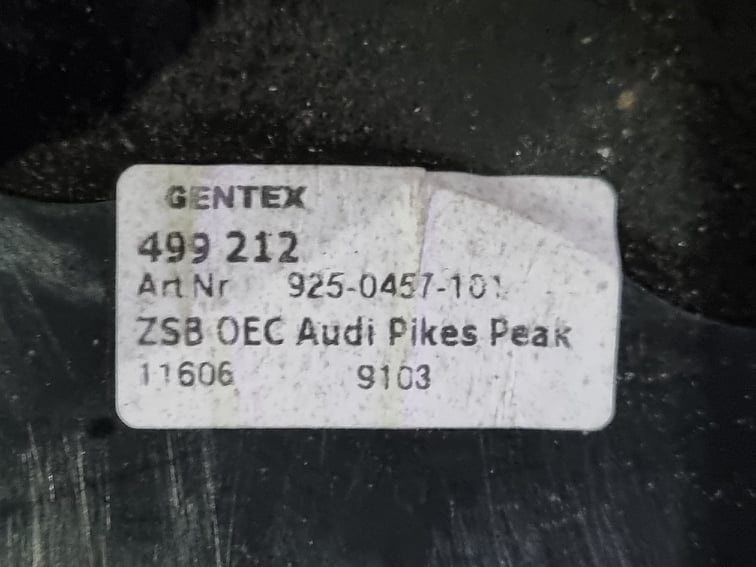 GENTEX
499 212
Art Nr 925-0457-101
ZSB OEC Audi Pikes Peak
11606 9103